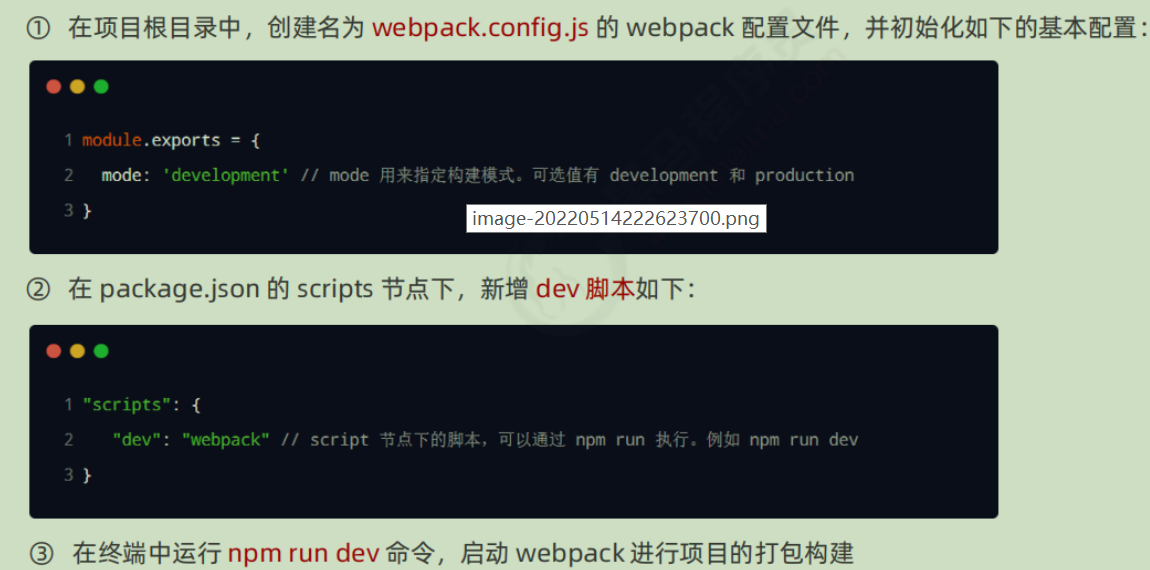 ① 在项目根目录中，创建名为 webpack.config.js 的 webpack 配置文件，并初始化如下的基本配置：
1 module.exports = {
2 mode: 'development' // mode 用来指定构建模式。可选值有 development 和 production
3 }
image-20220514222623700.png
② 在 package.json 的 scripts 节点下，新增 dev 脚本如下：
1 "scripts": {
2 "dev": "webpack" // script 节点下的脚本，可以通过 npm run 执行。例如 npm run dev
3 }
③ 在终端中运行 npm run dev 命令，启动 webpack 进行项目的打包构建